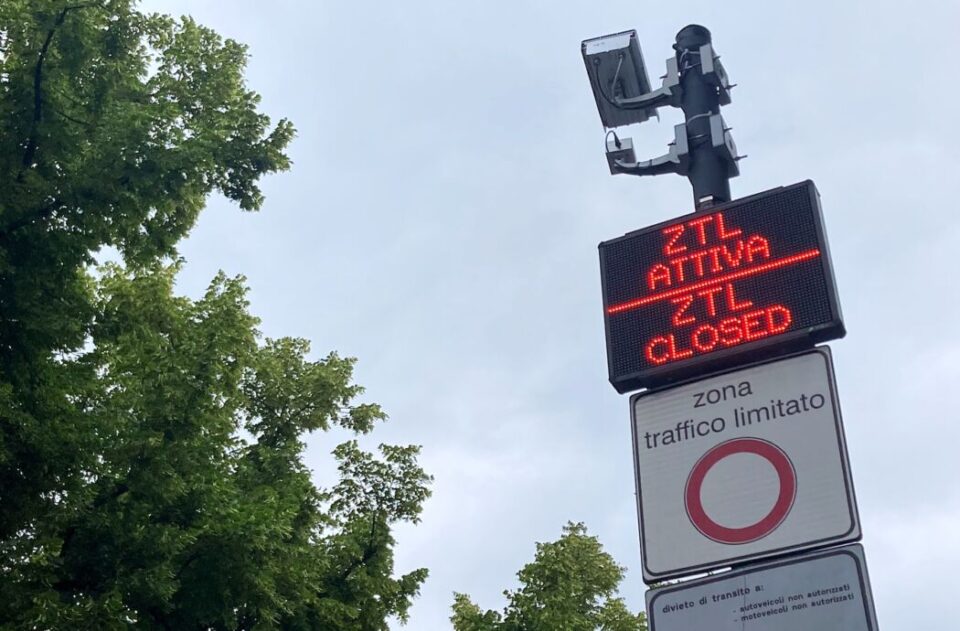 ZTL
ATTIVA
ZTL
CLOSED
zona
traffico limitato
divieto di transito a:
- autoveicoli non autorizzati
- motoveicoli non autorizzati